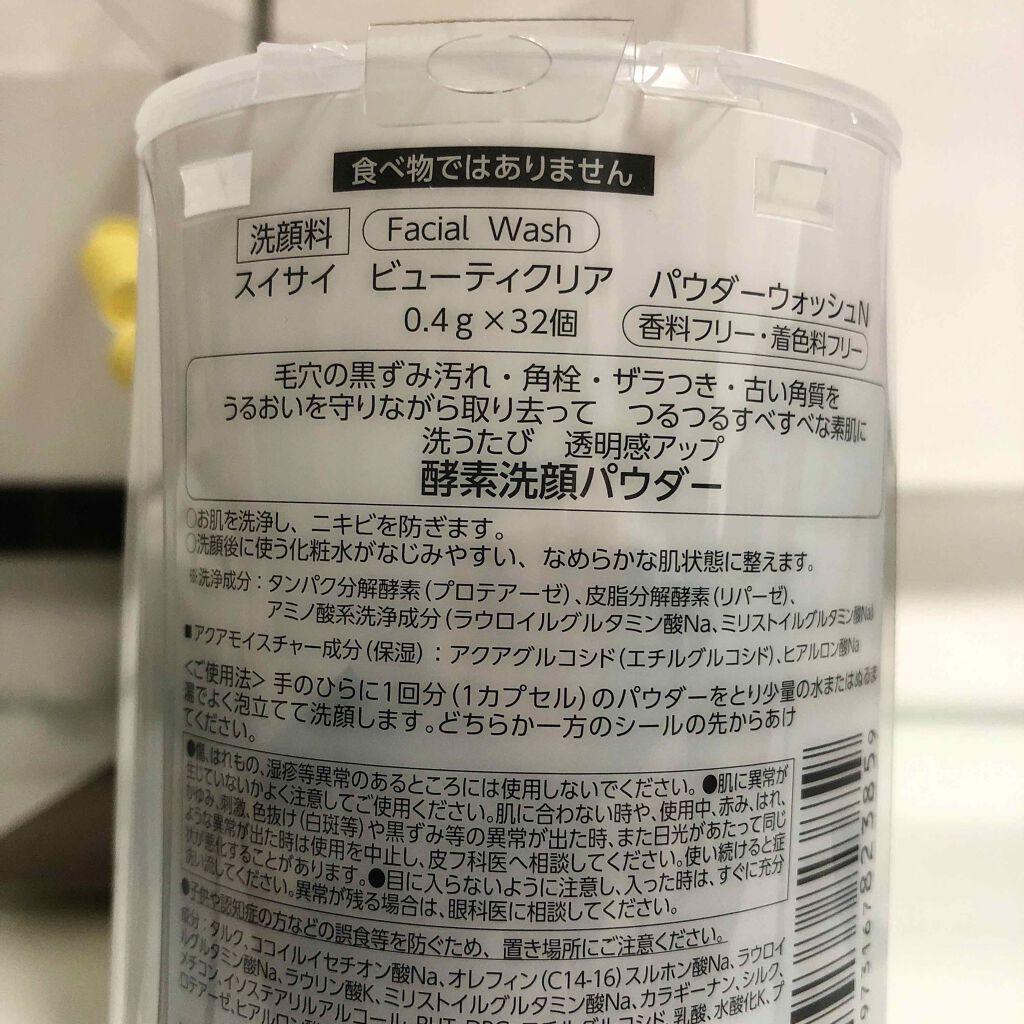 食べ物ではありません
洗顔料 Facial Wash
スイサイ ビューティクリア パウダーウォッシュN
0.4g×32個 香料フリー・着色料フリー
毛穴の黒ずみ汚れ・角栓・ザラつき・古い角質を
うるおいを守りながら取り去って つるつるすべすべな素肌に
洗うたび 透明感アップ
酵素洗顔パウダー
○お肌を洗浄し、ニキビを防ぎます。
○洗顔後に使う化粧水がなじみやすい、なめらかな肌状態に整えます。
※洗浄成分：タンパク分解酵素(プロテアーゼ)、皮脂分解酵素(リパーゼ)、
アミノ酸系洗浄成分(ラウロイルグルタミン酸Na、ミリストイルグルタミン酸Na)
■アクアモイスチャー成分(保湿)：アクアグルコシド(エチルグルコシド)、ヒアルロン酸Na
＜ご使用法＞手のひらに1回分(1カプセル)のパウダーをとり少量の水またはぬるま
湯でよく泡立てて洗顔します。どちらか一方のシールの先からあけ
てください。
●傷、はれもの、湿疹等異常のあるところには使用しないでください。●肌に異常が
生じていないかよく注意してご使用ください。肌に合わない時や、使用中、赤み、はれ、
かゆみ、刺激、色抜け(白斑等)や黒ずみ等の異常が出た時、また日光があたって同じ
ような異常が出た時は使用を中止し、皮フ科医へ相談してください。使い続けると症
状が悪化することがあります。●目に入らないように注意し、入った時は、すぐに充分
洗い流してください。異常が残る場合は、眼科医に相談してください。
●子供や認知症の方などの誤食等を防ぐため、置き場所にご注意ください。
成分：タルク、ココイルイセチオン酸Na、オレフィン(C14-16)スルホン酸Na、ラウロイ
ルグルタミン酸Na、ラウリン酸K、ミリストイルグルタミン酸Na、カラギーナン、シルク、
メチコン、イソステアリルアルコール、BHT、DPG、エチルグルコシド、乳酸、水酸化K、プ
ロテアーゼ、ヒアルロン酸
973167823859